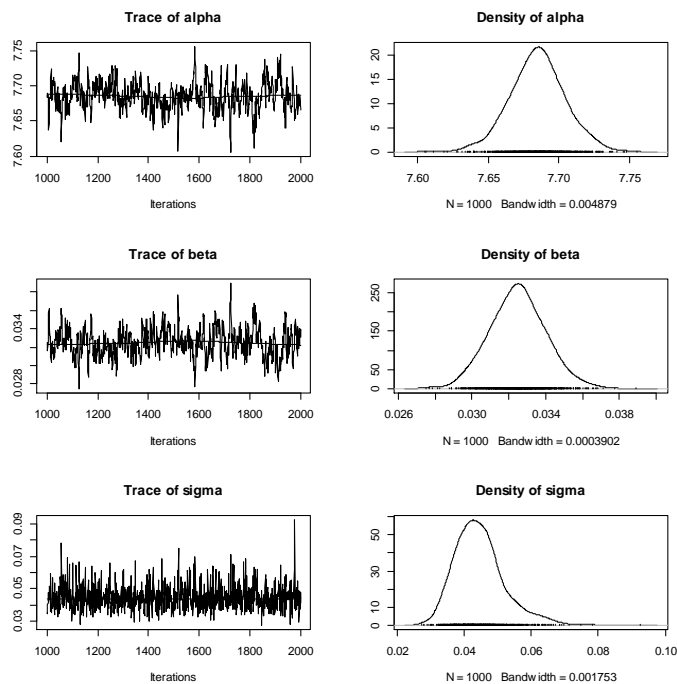 Trace of alpha
7.60 7.65 7.70 7.75
1000 1200 1400 1600 1800 2000
Iterations
Density of alpha
0 5 10 15 20
7.60 7.65 7.70 7.75
N = 1000 Bandwidth = 0.004879
Trace of beta
0.028 0.034
1000 1200 1400 1600 1800 2000
Iterations
Density of beta
0 50 150 250
0.026 0.030 0.034 0.038
N = 1000 Bandwidth = 0.0003902
Trace of sigma
0.03 0.05 0.07 0.09
1000 1200 1400 1600 1800 2000
Iterations
Density of sigma
0 10 30 50
0.02 0.04 0.06 0.08 0.10
N = 1000 Bandwidth = 0.001753